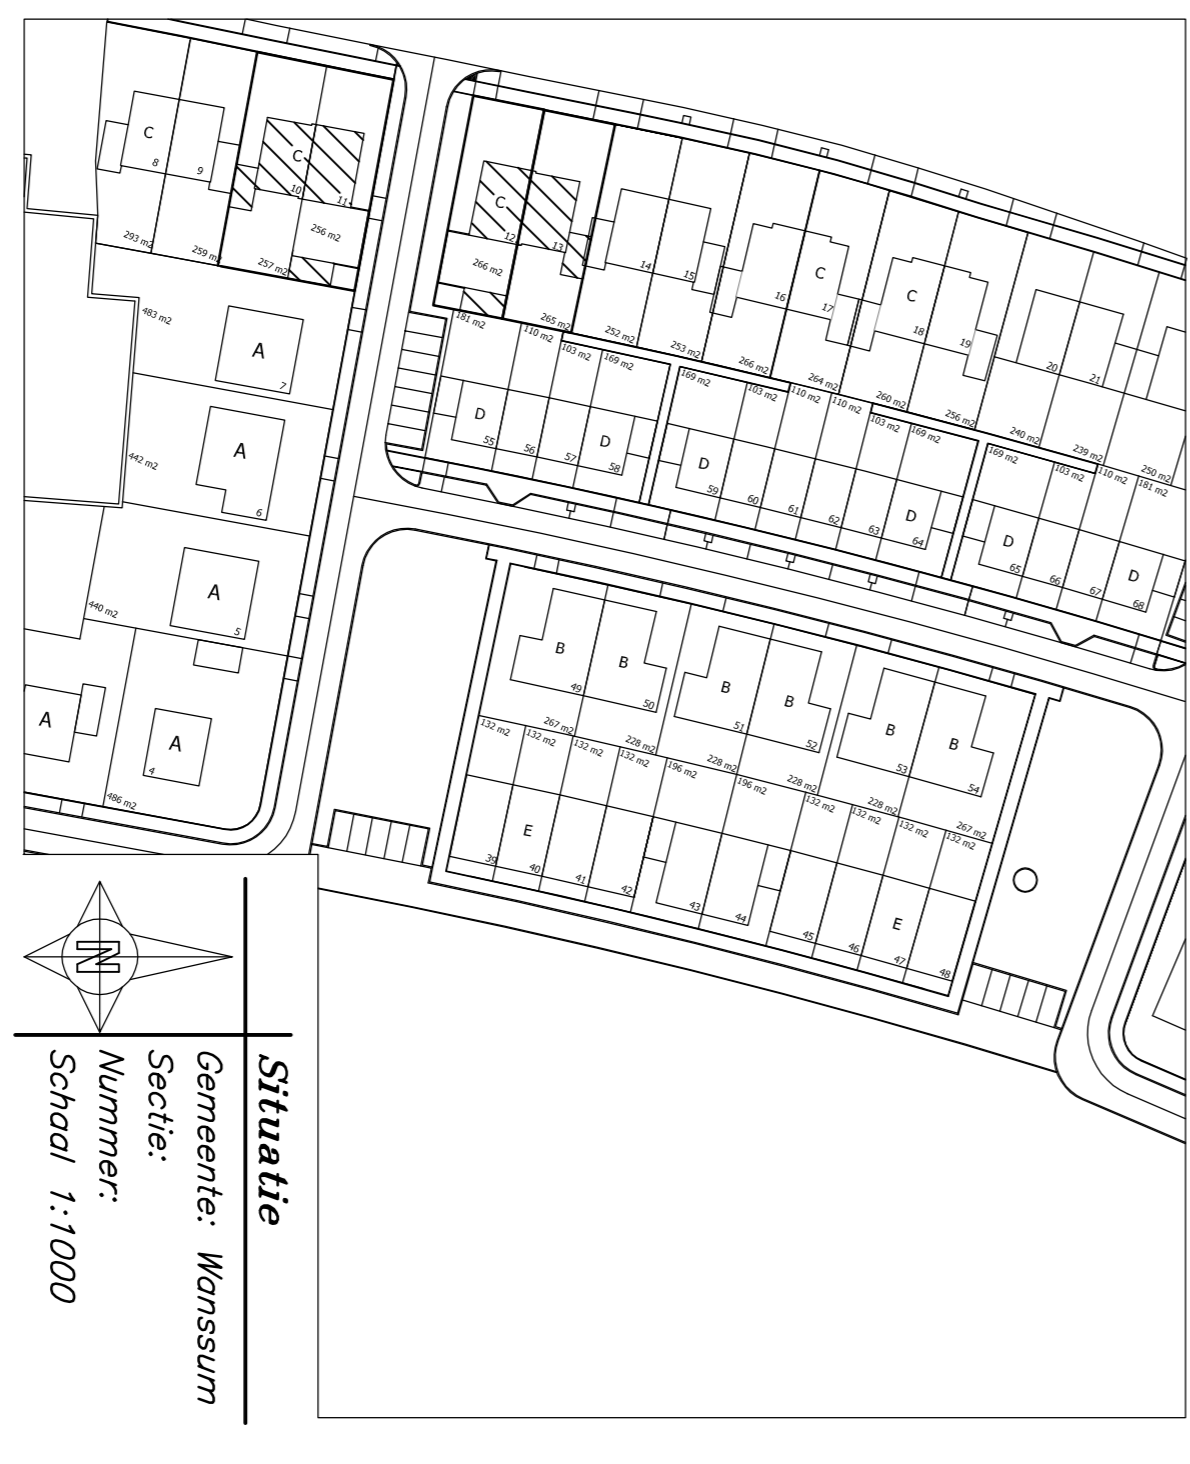 C
8
9
293 m2
259 m2
C
10
11
257 m2
256 m2
C
12
13
266 m2
265 m2
14
15
252 m2
253 m2
C
16
17
266 m2
264 m2
C
18
19
260 m2
256 m2
20
21
240 m2
239 m2
250 m2
483 m2
A
7
442 m2
A
6
440 m2
A
5
A
A
4
486 m2
181 m2
110 m2
103 m2
169 m2
D
55
56
57
D
58
169 m2
103 m2
110 m2
110 m2
103 m2
169 m2
D
59
60
61
62
63
D
64
169 m2
103 m2
110 m2
181 m2
D
65
66
67
D
68
B
49
B
50
267 m2
228 m2
B
51
B
52
228 m2
228 m2
B
53
B
54
228 m2
267 m2
132 m2
132 m2
132 m2
132 m2
196 m2
196 m2
132 m2
132 m2
132 m2
132 m2
E
39
40
41
42
43
44
45
46
E
47
48
N
Situatie
Gemeente: Wanssum
Sectie:
Nummer:
Schaal 1:1000